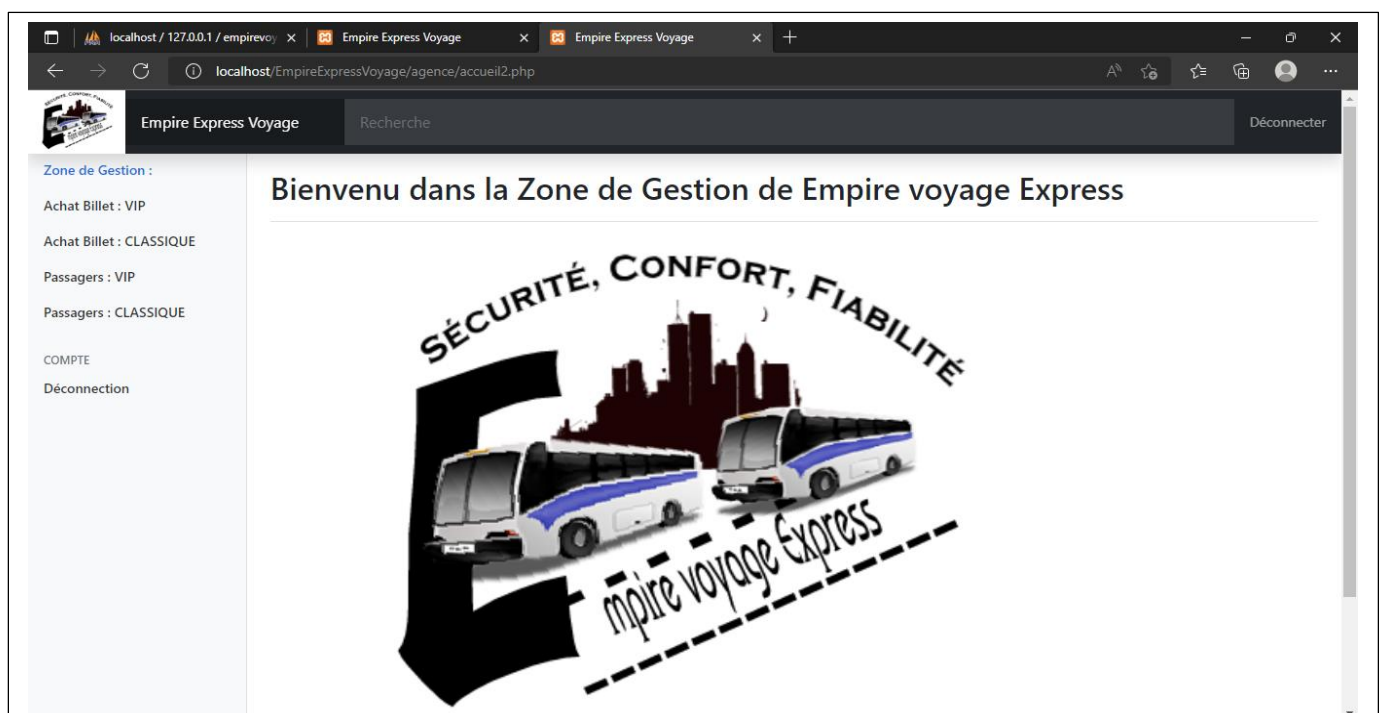 localhost / 127.0.0.1 / empirevoy
Empire Express Voyage
Empire Express Voyage
localhost/EmpireExpressVoyage/agence/accueil2.php
Empire Express Voyage
Recherche
Déconnecter
Zone de Gestion :
Achat Billet : VIP
Achat Billet : CLASSIQUE
Passagers : VIP
Passagers : CLASSIQUE
COMPTE
Déconnection
Bienvenu dans la Zone de Gestion de Empire voyage Express
SÉCURITÉ, CONFORT, FIABILITÉ
Empire voyage Express